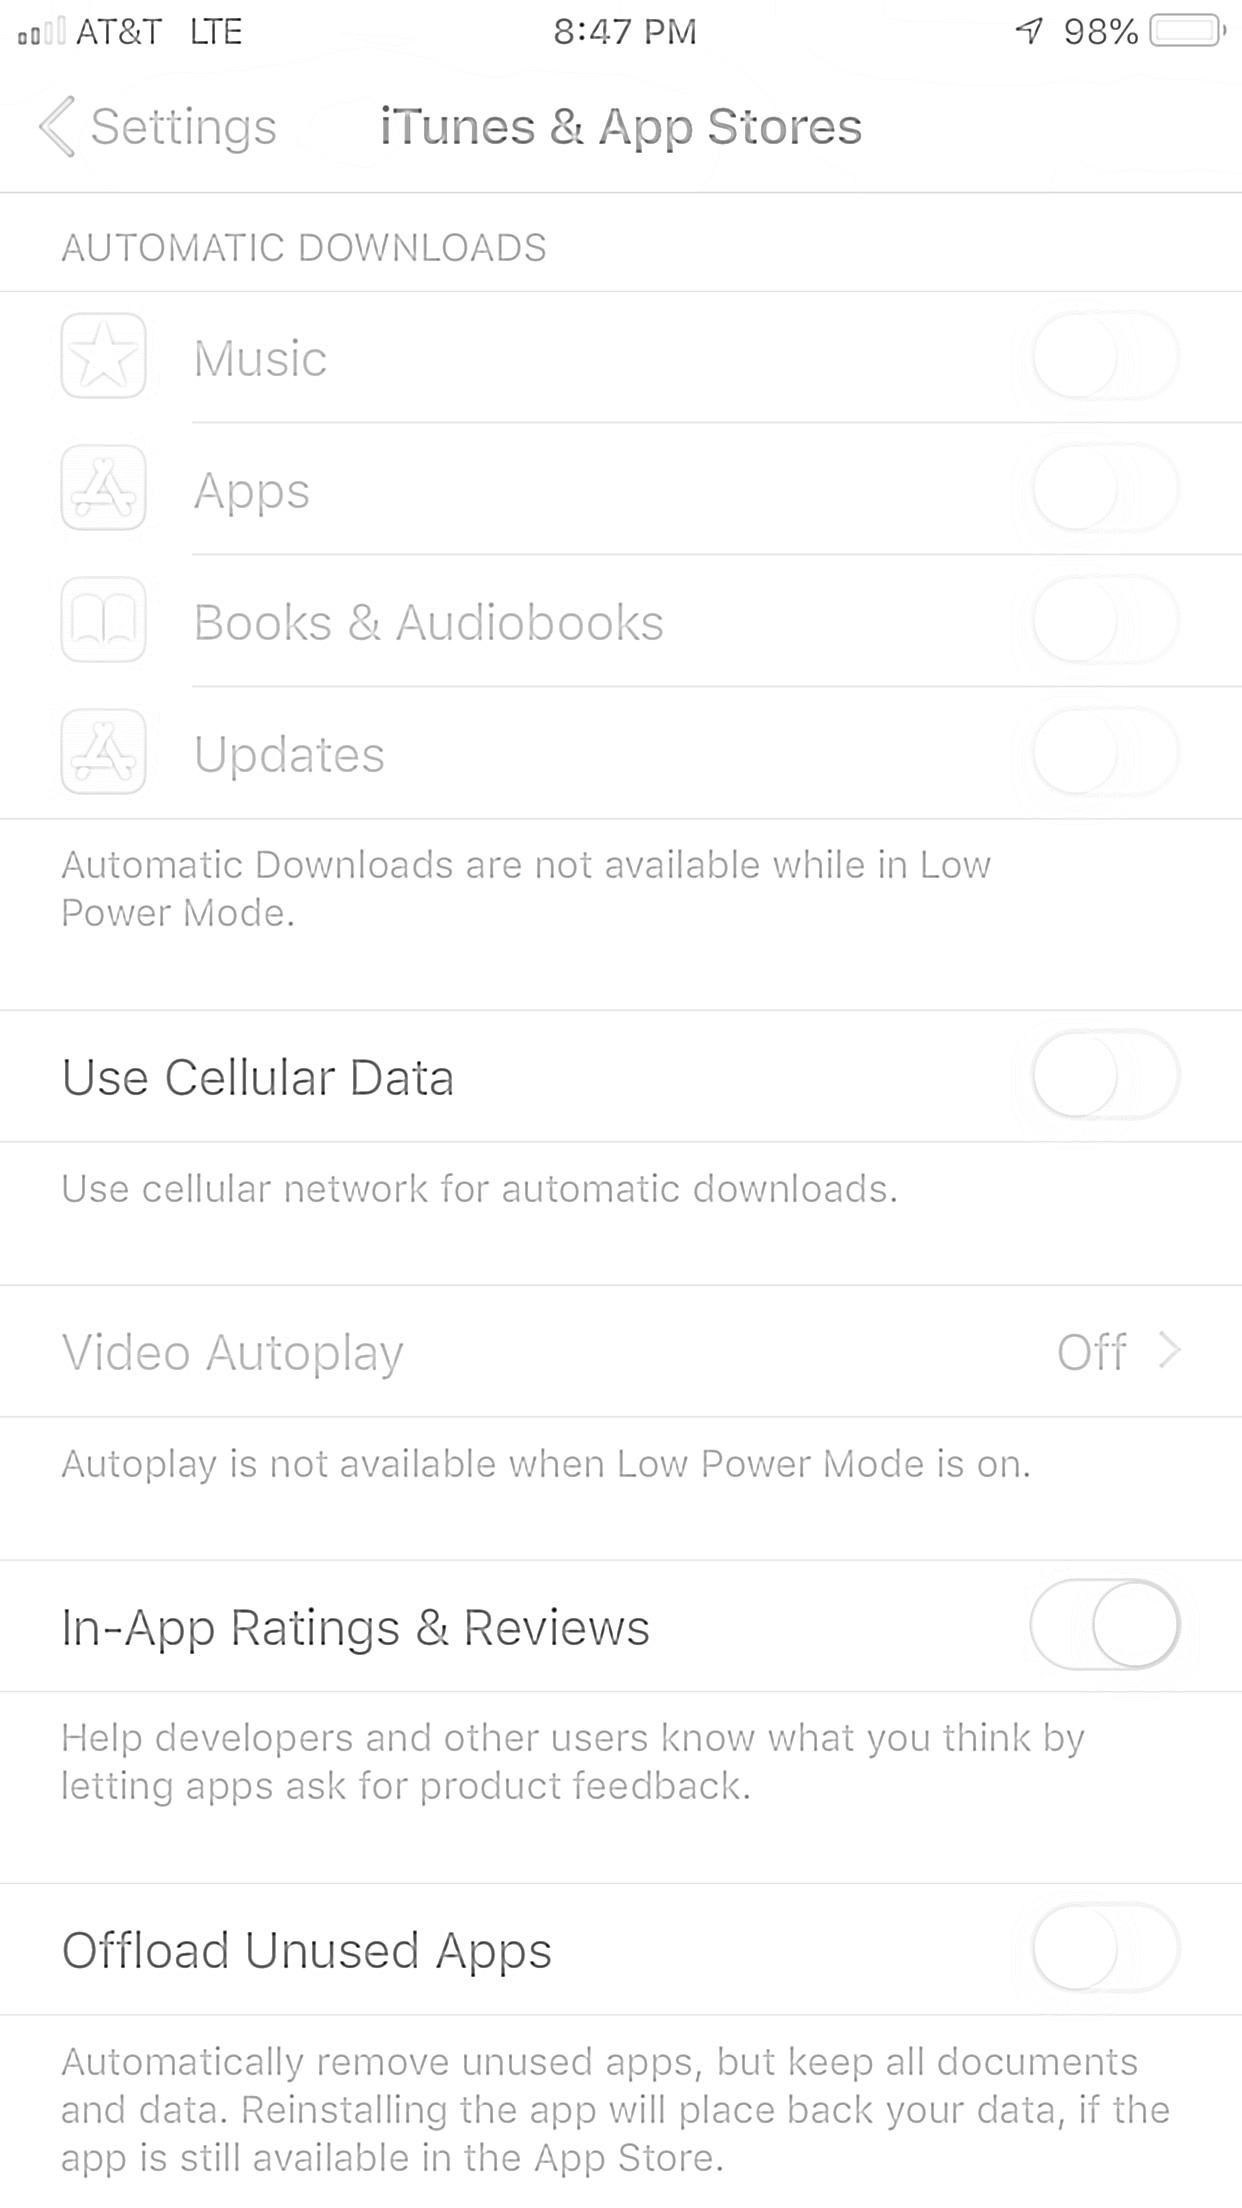 AT&T LTE 8:47 PM 98%
Settings iTunes & App Stores
AUTOMATIC DOWNLOADS
Music
Apps
Books & Audiobooks
Updates
Automatic Downloads are not available while in Low
Power Mode.
Use Cellular Data
Use cellular network for automatic downloads.
Video Autoplay Off
Autoplay is not available when Low Power Mode is on.
In-App Ratings & Reviews
Help developers and other users know what you think by
letting apps ask for product feedback.
Offload Unused Apps
Automatically remove unused apps, but keep all documents
and data. Reinstalling the app will place back your data, if the
app is still available in the App Store.